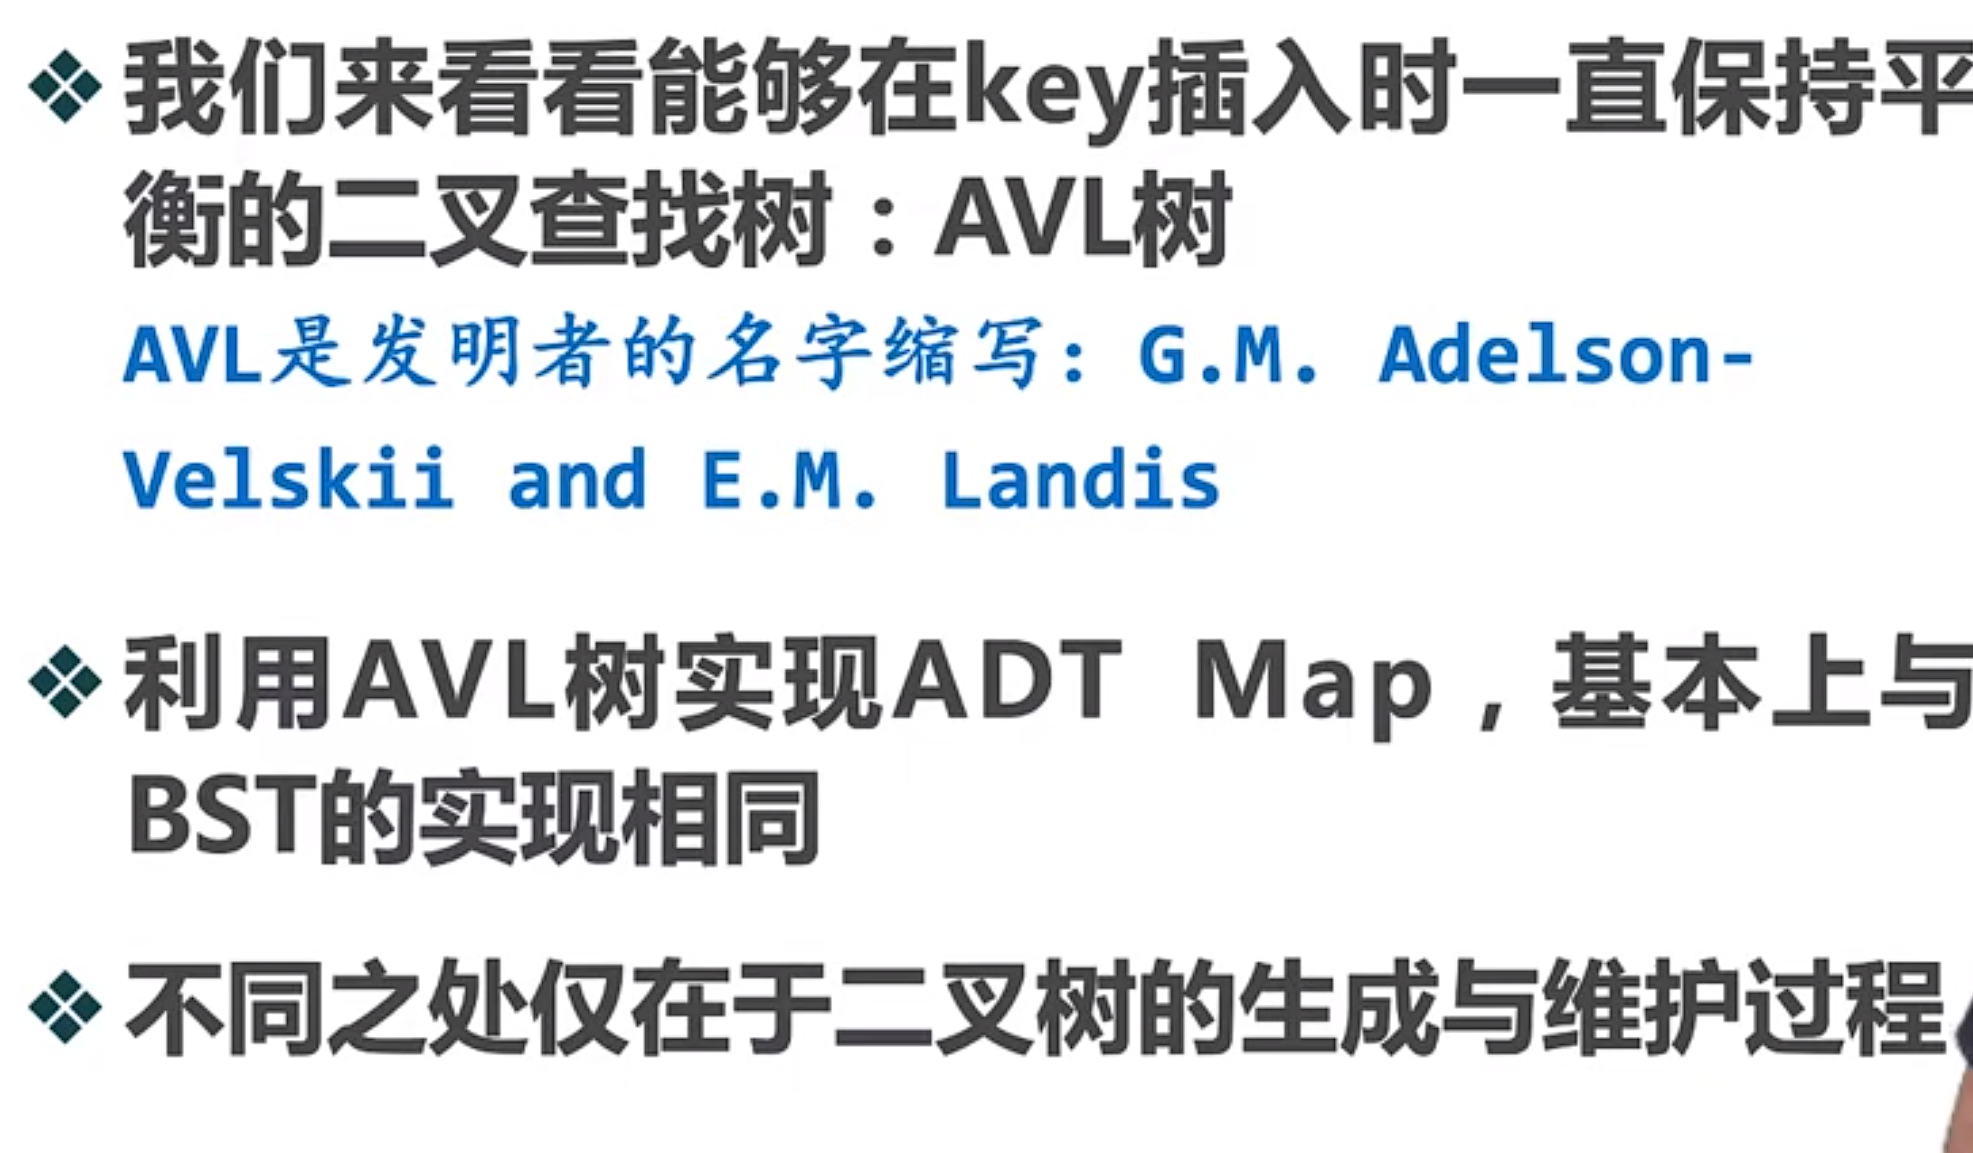 我们来看看能够在key插入时一直保持平
衡的二叉查找树：AVL树
AVL是发明者的名字缩写：G.M. Adelson-
Velskii and E.M. Landis
利用AVL树实现ADT Map，基本上与
BST的实现相同
不同之处仅在于二叉树的生成与维护过程